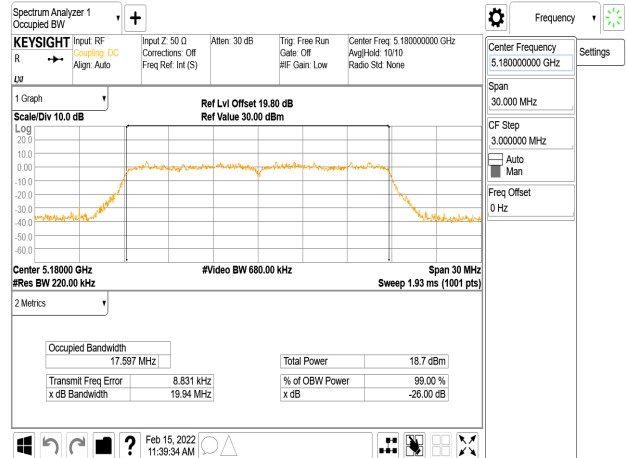 Spectrum Analyzer 1
Occupied BW
Frequency
KEYSIGHT
R
Input: RF
Coupling: DC
Align: Auto
Input Z: 50 Ω
Corrections: Off
Freq Ref: Int (S)
Atten: 30 dB
Trig: Free Run
Gate: Off
#IF Gain: Low
Center Freq: 5.180000000 GHz
Avg|Hold: 10/10
Radio Std: None
Center Frequency
5.180000000 GHz
Settings
Span
30.000 MHz
CF Step
3.000000 MHz
Auto
Man
Freq Offset
0 Hz
1 Graph
Scale/Div 10.0 dB
Ref Lvl Offset 19.80 dB
Ref Value 30.00 dBm
Log
20.0
10.0
0.00
-10.0
-20.0
-30.0
-40.0
-50.0
-60.0
Center 5.18000 GHz
#Video BW 680.00 kHz
Span 30 MHz
#Res BW 220.00 kHz
Sweep 1.93 ms (1001 pts)
2 Metrics
Occupied Bandwidth
17.597 MHz
Total Power 18.7 dBm
Transmit Freq Error 8.831 kHz
% of OBW Power 99.00 %
x dB Bandwidth 19.94 MHz
x dB -26.00 dB
?
Feb 15, 2022
11:39:34 AM